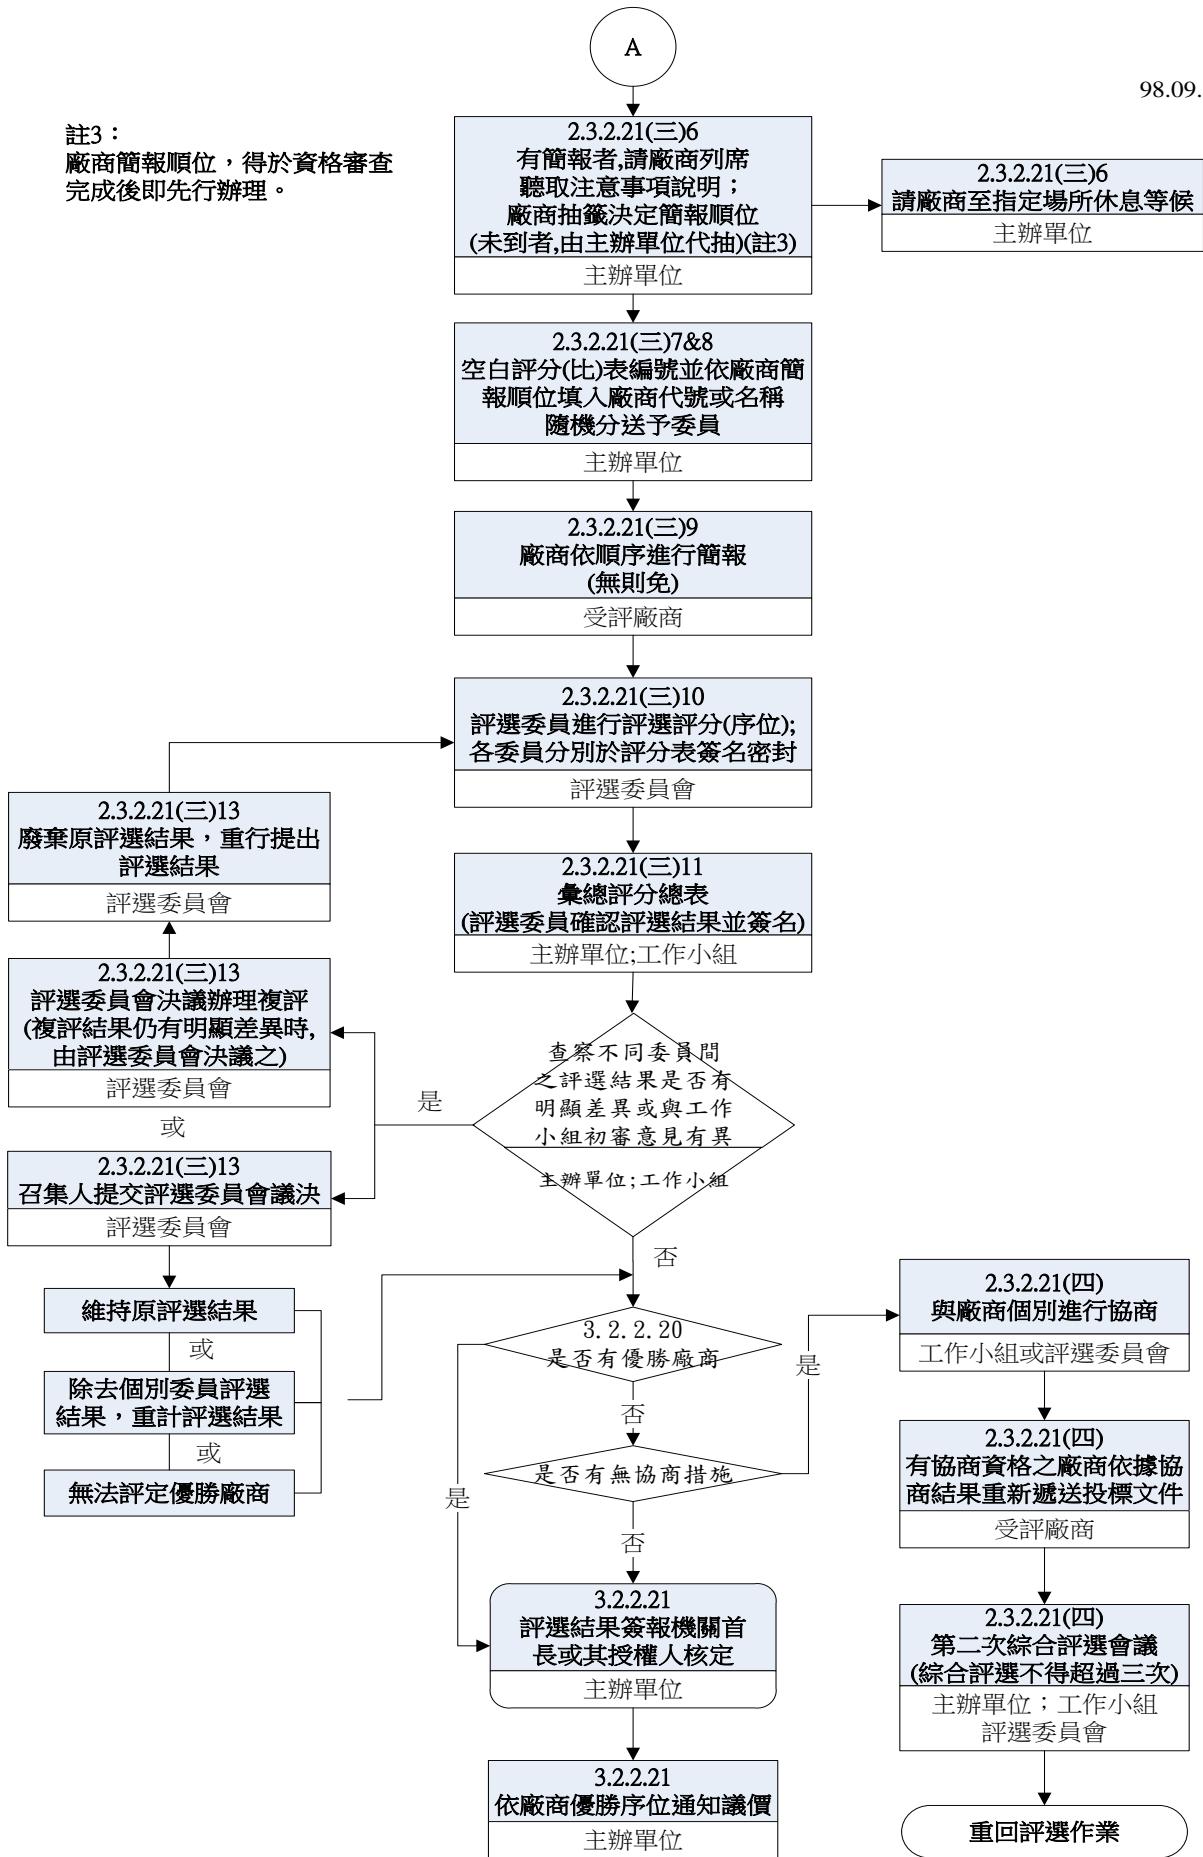 A
98.09.
註3：
廠商簡報順位，得於資格審查
完成後即先行辦理。
2.3.2.21(三)6
有簡報者,請廠商列席
聽取注意事項說明；
廠商抽籤決定簡報順位
(未到者,由主辦單位代抽)(註3)
主辦單位
2.3.2.21(三)6
請廠商至指定場所休息等候
主辦單位
2.3.2.21(三)7&8
空白評分(比)表編號並依廠商簡
報順位填入廠商代號或名稱
隨機分送予委員
主辦單位
2.3.2.21(三)9
廠商依順序進行簡報
(無則免)
受評廠商
2.3.2.21(三)10
評選委員進行評選評分(序位);
各委員分別於評分表簽名密封
評選委員會
2.3.2.21(三)13
廢棄原評選結果，重行提出
評選結果
評選委員會
2.3.2.21(三)11
彙總評分總表
(評選委員確認評選結果並簽名)
主辦單位;工作小組
2.3.2.21(三)13
評選委員會決議辦理複評
(複評結果仍有明顯差異時,
由評選委員會決議之)
評選委員會
或
是
查察不同委員間
之評選結果是否有
明顯差異或與工作
小組初審意見有異
主辦單位;工作小組
2.3.2.21(三)13
召集人提交評選委員會議決
評選委員會
否
維持原評選結果
或
除去個別委員評選
結果，重計評選結果
或
無法評定優勝廠商
3.2.2.20
是否有優勝廠商
否
是
是否有無協商措施
是
否
2.3.2.21(四)
與廠商個別進行協商
工作小組或評選委員會
2.3.2.21(四)
有協商資格之廠商依據協
商結果重新遞送投標文件
受評廠商
3.2.2.21
評選結果簽報機關首
長或其授權人核定
主辦單位
2.3.2.21(四)
第二次綜合評選會議
(綜合評選不得超過三次)
主辦單位；工作小組
評選委員會
3.2.2.21
依廠商優勝序位通知議價
主辦單位
重回評選作業